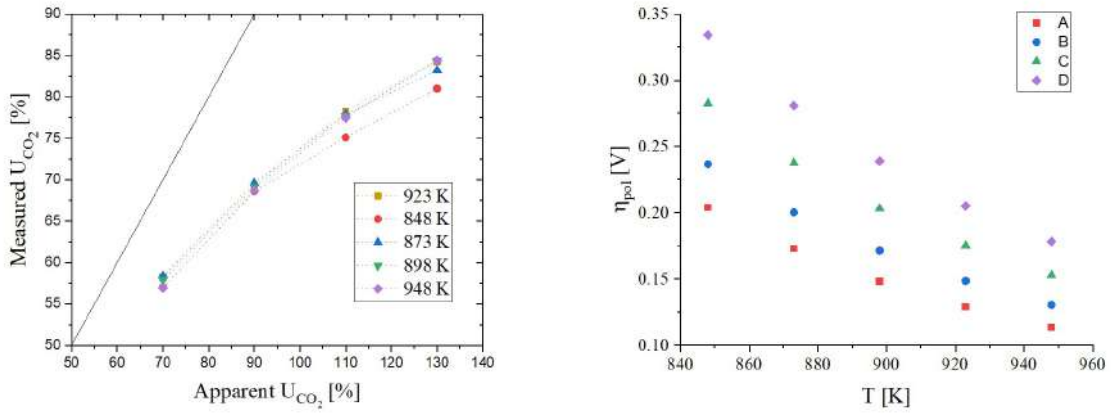 90
85
80
75
70
65
60
55
50
Measured U_CO2 [%]
923 K
848 K
873 K
898 K
948 K
50 60 70 80 90 100 110 120 130 140
Apparent U_CO2 [%]
0.35
0.30
0.25
0.20
0.15
0.10
η_pol [V]
A
B
C
D
840 860 880 900 920 940 960
T [K]